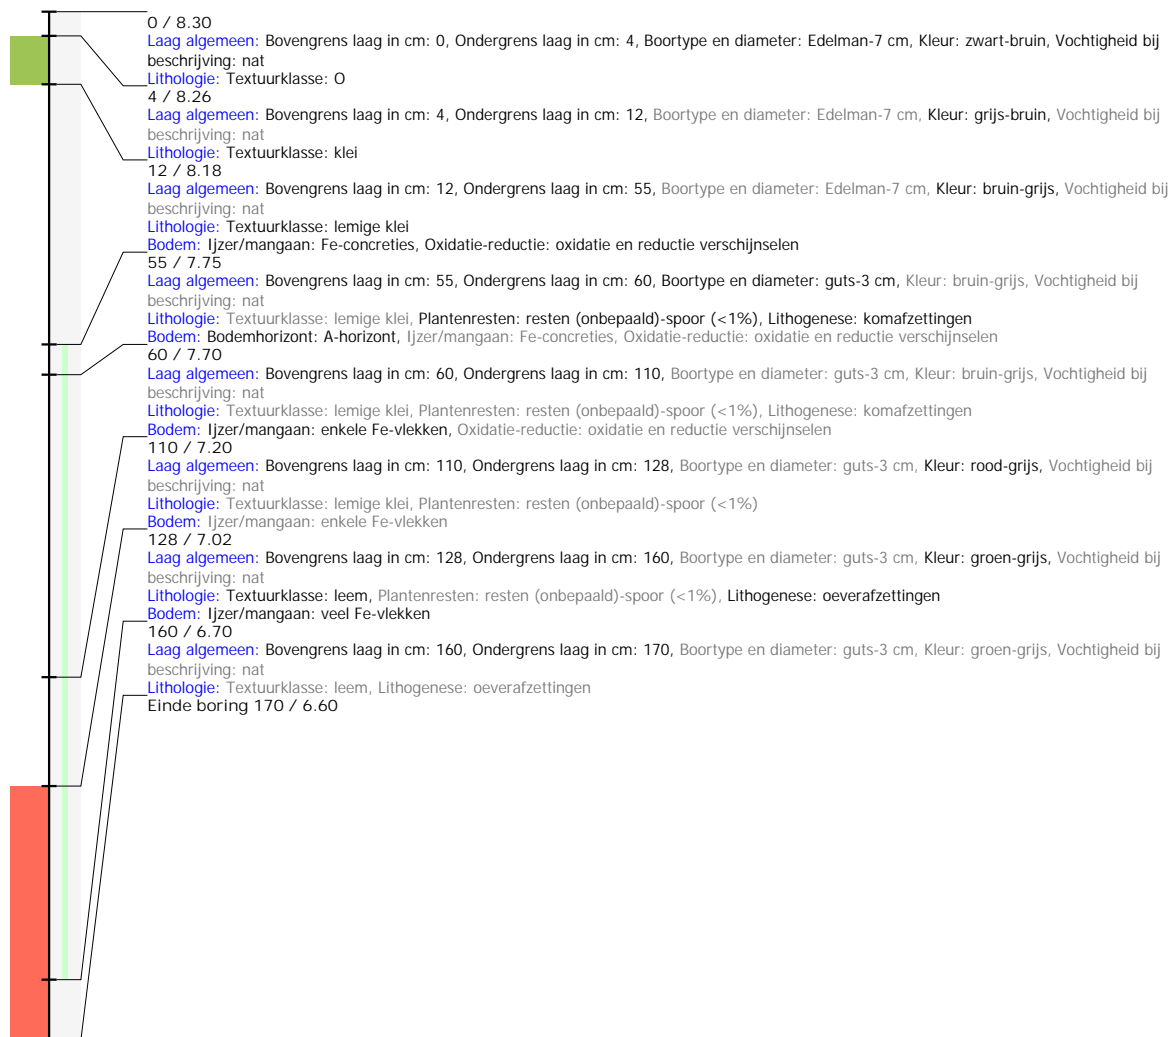 0 / 8.30
Laag algemeen: Bovengrens laag in cm: 0, Ondergrens laag in cm: 4, Boortype en diameter: Edelman-7 cm, Kleur: zwart-bruin, Vochtigheid bij
beschrijving: nat
Lithologie: Textuurklasse: O
4 / 8.26
Laag algemeen: Bovengrens laag in cm: 4, Ondergrens laag in cm: 12, Boortype en diameter: Edelman-7 cm, Kleur: grijs-bruin, Vochtigheid bij
beschrijving: nat
Lithologie: Textuurklasse: klei
12 / 8.18
Laag algemeen: Bovengrens laag in cm: 12, Ondergrens laag in cm: 55, Boortype en diameter: Edelman-7 cm, Kleur: bruin-grijs, Vochtigheid bij
beschrijving: nat
Lithologie: Textuurklasse: lemige klei
Bodem: Ijzer/mangaan: Fe-concreties, Oxidatie-reductie: oxidatie en reductie verschijnselen
55 / 7.75
Laag algemeen: Bovengrens laag in cm: 55, Ondergrens laag in cm: 60, Boortype en diameter: guts-3 cm, Kleur: bruin-grijs, Vochtigheid bij
beschrijving: nat
Lithologie: Textuurklasse: lemige klei, Plantenresten: resten (onbepaald)-spoor (<1%), Lithogenese: komafzettingen
Bodem: Bodemhorizont: A-horizont, Ijzer/mangaan: Fe-concreties, Oxidatie-reductie: oxidatie en reductie verschijnselen
60 / 7.70
Laag algemeen: Bovengrens laag in cm: 60, Ondergrens laag in cm: 110, Boortype en diameter: guts-3 cm, Kleur: bruin-grijs, Vochtigheid bij
beschrijving: nat
Lithologie: Textuurklasse: lemige klei, Plantenresten: resten (onbepaald)-spoor (<1%), Lithogenese: komafzettingen
Bodem: Ijzer/mangaan: enkele Fe-vlekken, Oxidatie-reductie: oxidatie en reductie verschijnselen
110 / 7.20
Laag algemeen: Bovengrens laag in cm: 110, Ondergrens laag in cm: 128, Boortype en diameter: guts-3 cm, Kleur: rood-grijs, Vochtigheid bij
beschrijving: nat
Lithologie: Textuurklasse: lemige klei, Plantenresten: resten (onbepaald)-spoor (<1%)
Bodem: Ijzer/mangaan: enkele Fe-vlekken
128 / 7.02
Laag algemeen: Bovengrens laag in cm: 128, Ondergrens laag in cm: 160, Boortype en diameter: guts-3 cm, Kleur: groen-grijs, Vochtigheid bij
beschrijving: nat
Lithologie: Textuurklasse: leem, Plantenresten: resten (onbepaald)-spoor (<1%), Lithogenese: oeverafzettingen
Bodem: Ijzer/mangaan: veel Fe-vlekken
160 / 6.70
Laag algemeen: Bovengrens laag in cm: 160, Ondergrens laag in cm: 170, Boortype en diameter: guts-3 cm, Kleur: groen-grijs, Vochtigheid bij
beschrijving: nat
Lithologie: Textuurklasse: leem, Lithogenese: oeverafzettingen
Einde boring 170 / 6.60